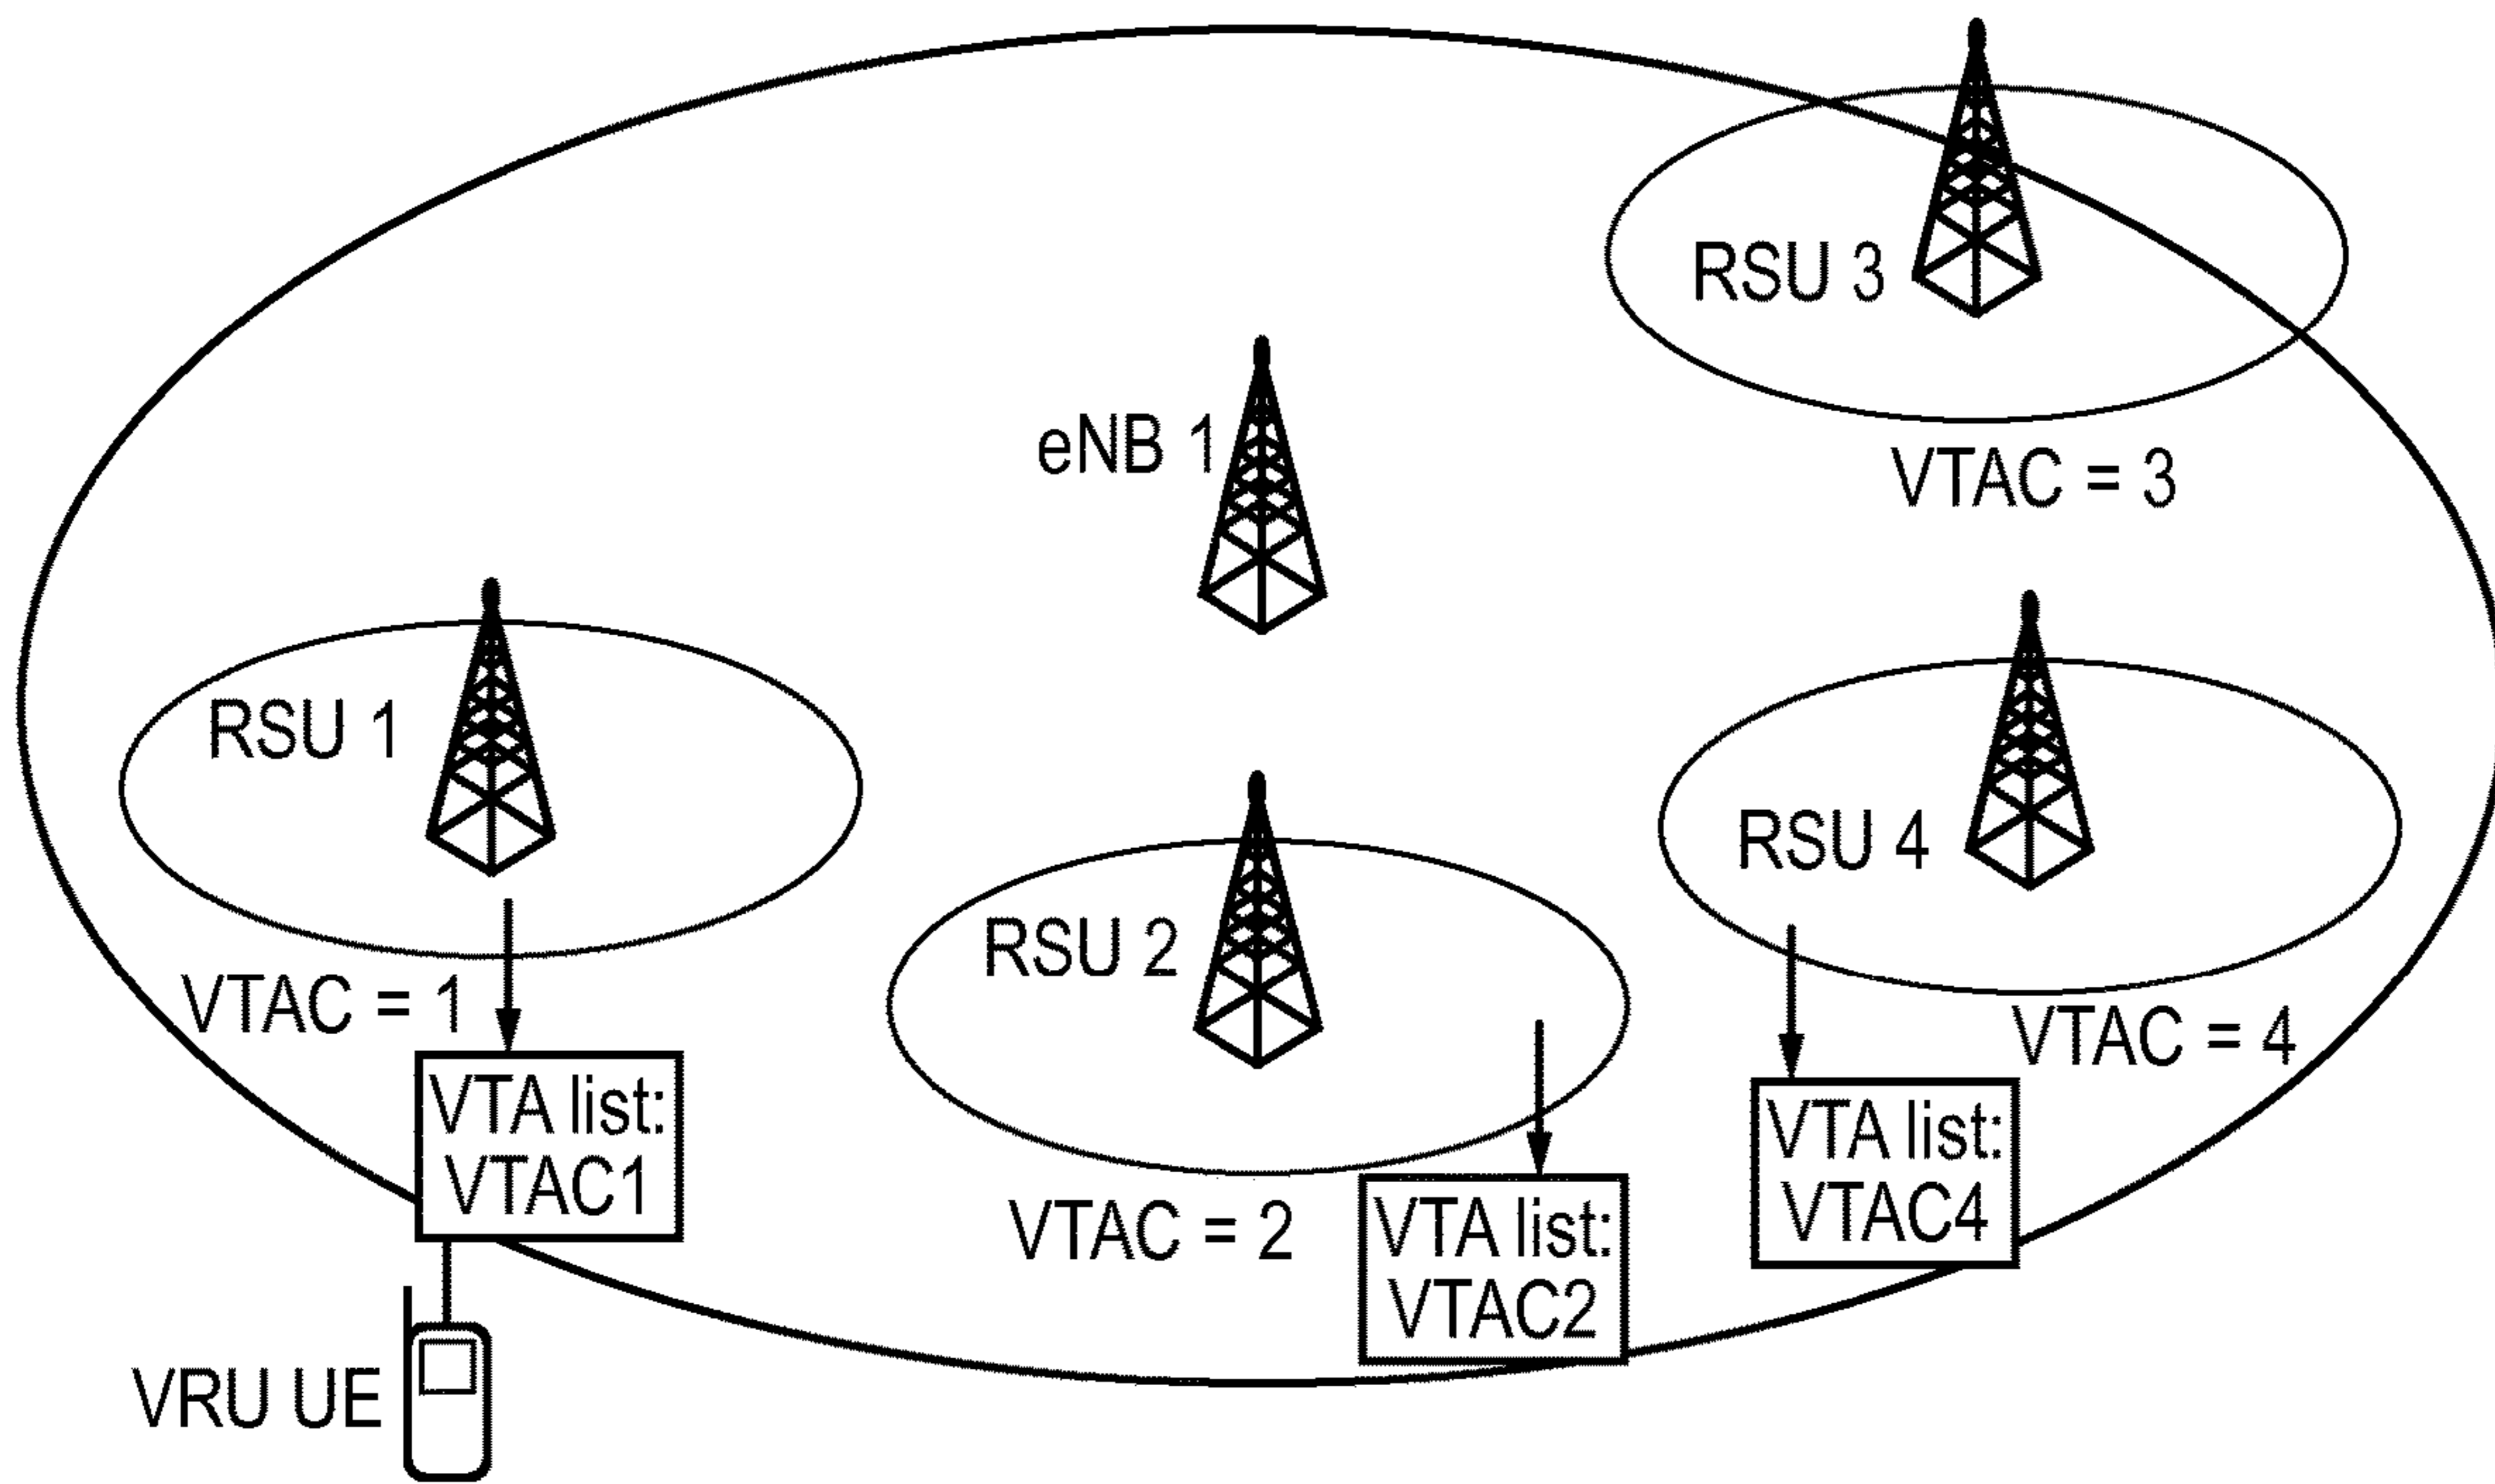 RSU 3
eNB 1
VTAC = 3
RSU 1
RSU 4
RSU 2
VTAC = 1
VTAC = 4
VTA list:
VTAC1
VTA list:
VTAC4
VTAC = 2
VTA list:
VTAC2
VRU UE